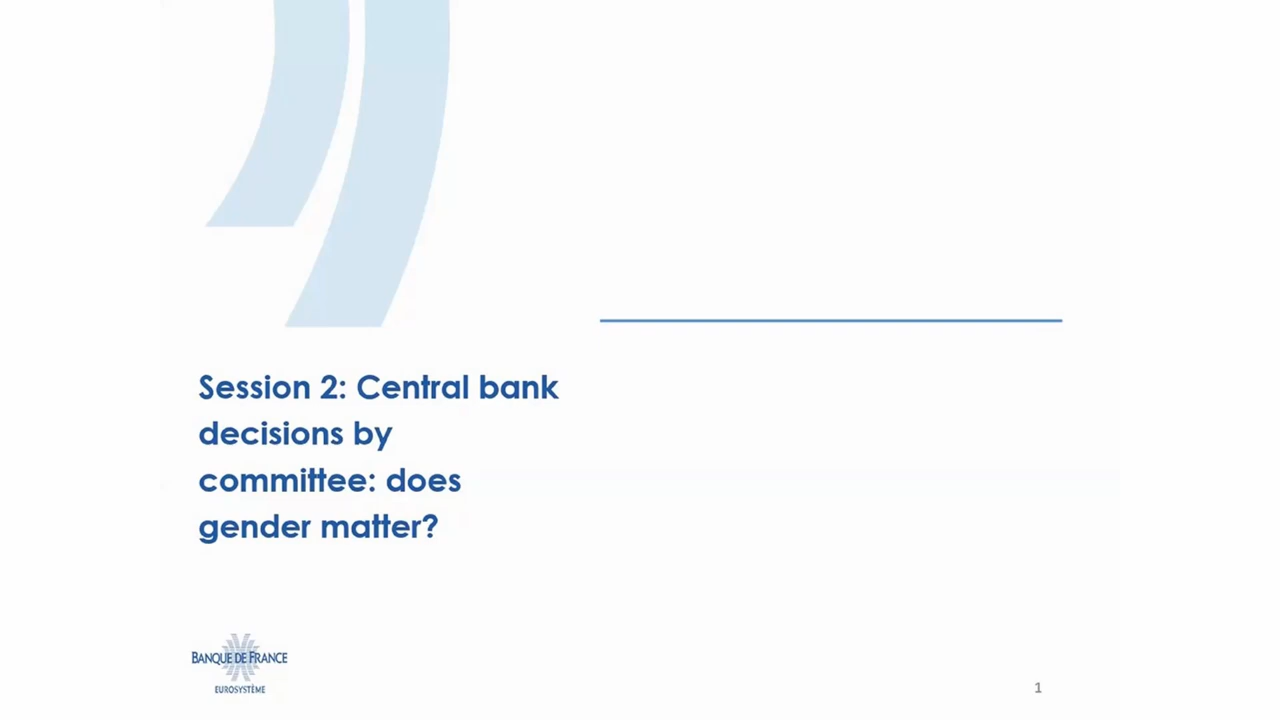 Session 2: Central bank
decisions by
committee: does
gender matter?
BANQUE DE FRANCE
EUROSYSTÈME
1